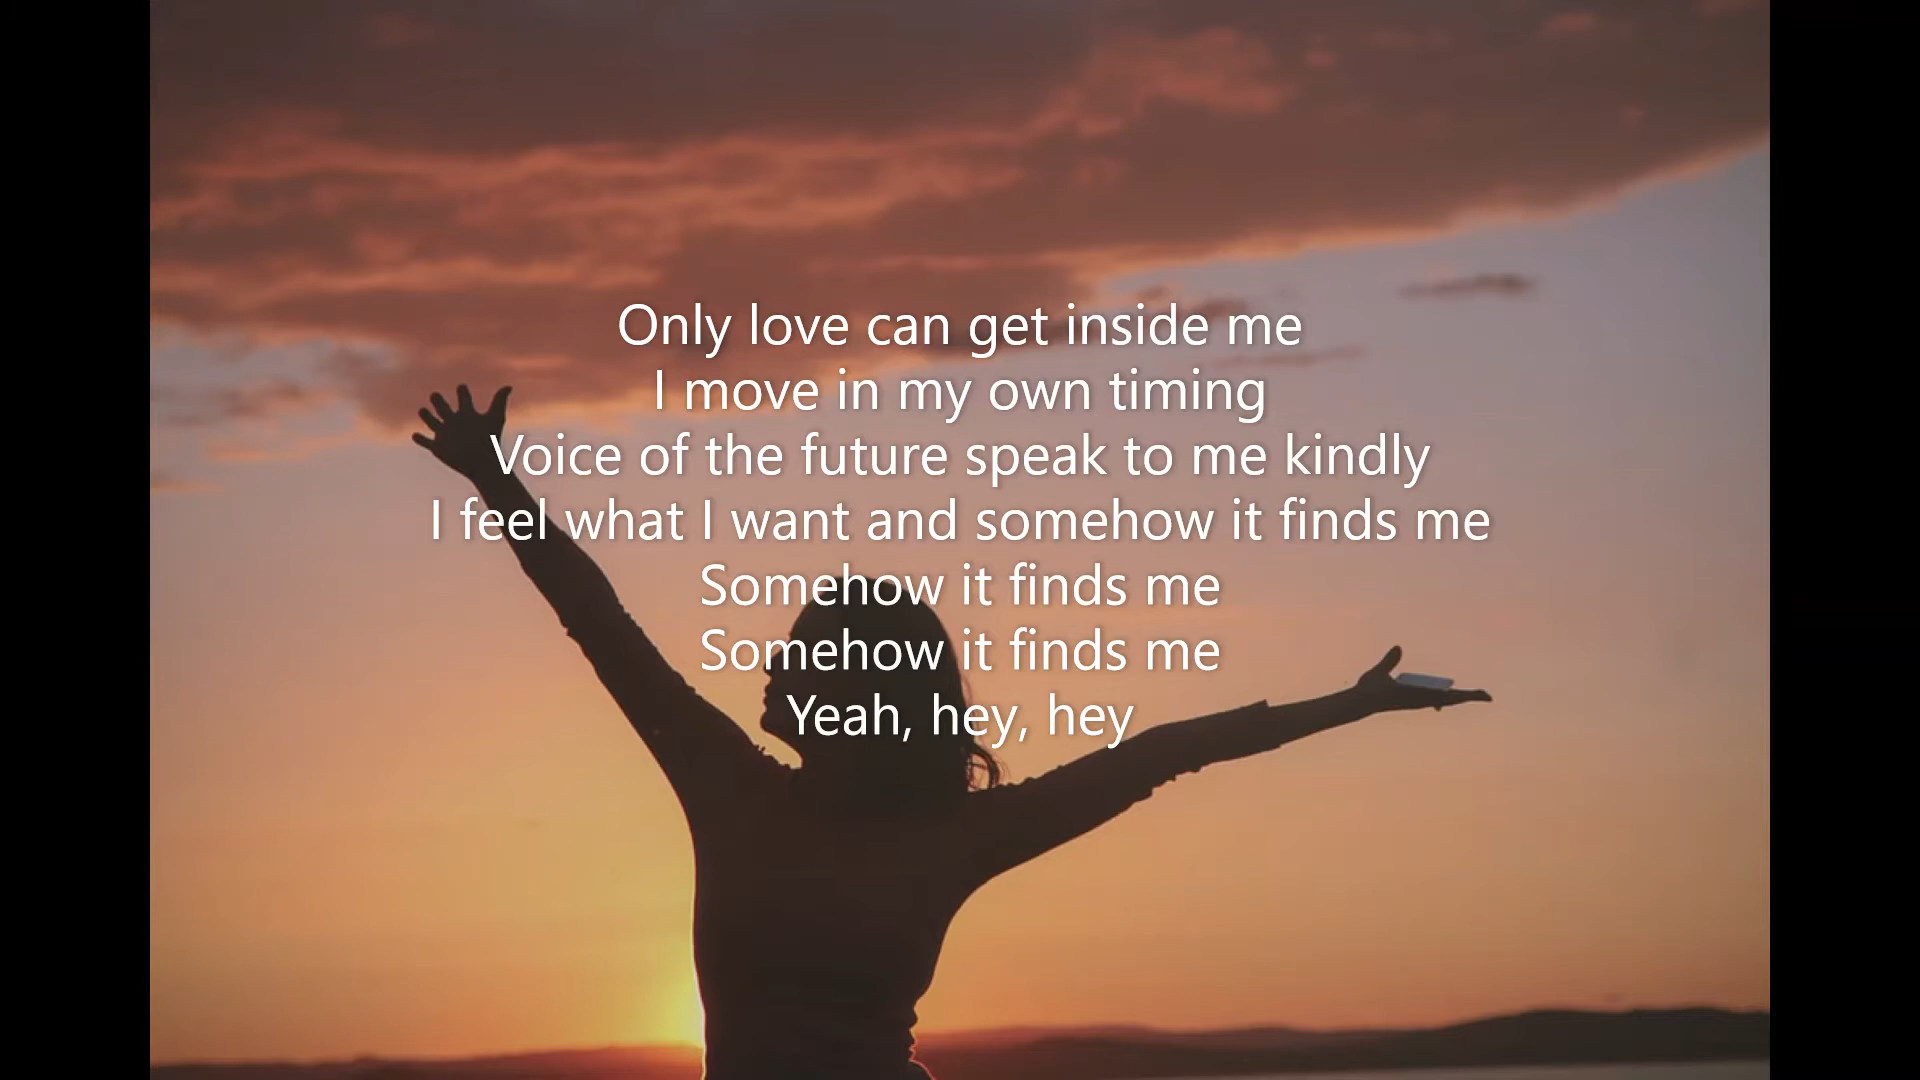 Only love can get inside me
I move in my own timing
Voice of the future speak to me kindly
I feel what I want and somehow it finds me
Somehow it finds me
Somehow it finds me
Yeah, hey, hey